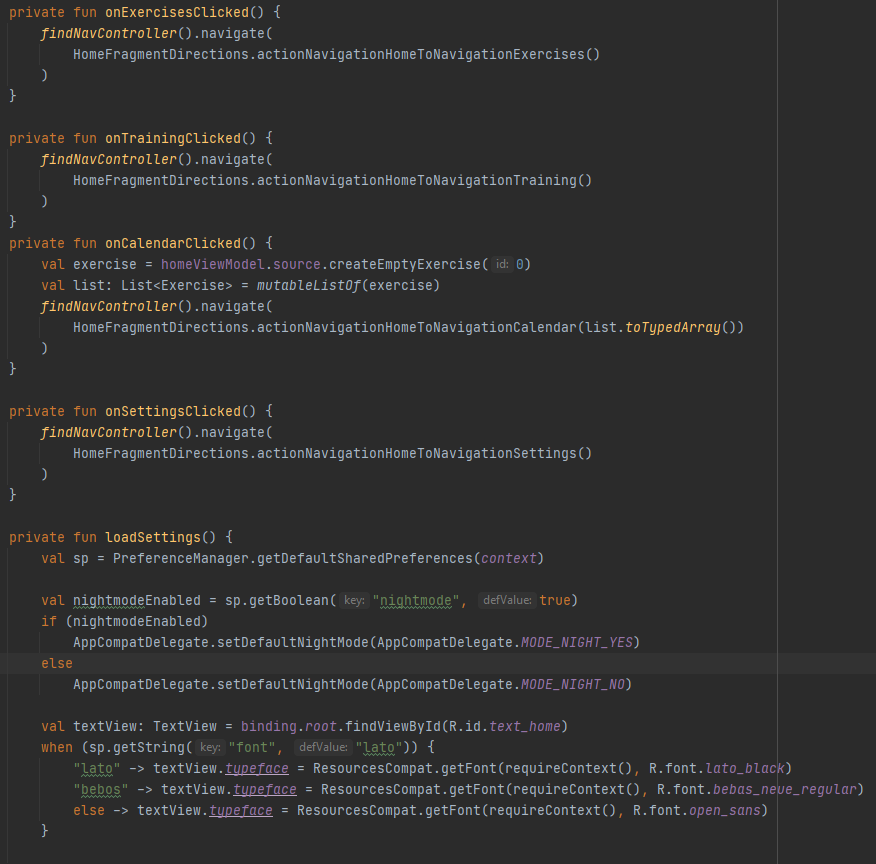 private fun onExercisesClicked() {
    findNavController().navigate(
        HomeFragmentDirections.actionNavigationHomeToNavigationExercises()
    )
}

private fun onTrainingClicked() {
    findNavController().navigate(
        HomeFragmentDirections.actionNavigationHomeToNavigationTraining()
    )
}
private fun onCalendarClicked() {
    val exercise = homeViewModel.source.createEmptyExercise( id: 0)
    val list: List<Exercise> = mutableListOf(exercise)
    findNavController().navigate(
        HomeFragmentDirections.actionNavigationHomeToNavigationCalendar(list.toTypedArray())
    )
}

private fun onSettingsClicked() {
    findNavController().navigate(
        HomeFragmentDirections.actionNavigationHomeToNavigationSettings()
    )
}

private fun loadSettings() {
    val sp = PreferenceManager.getDefaultSharedPreferences(context)

    val nightmodeEnabled = sp.getBoolean( key: "nightmode", defValue: true)
    if (nightmodeEnabled)
        AppCompatDelegate.setDefaultNightMode(AppCompatDelegate.MODE_NIGHT_YES)
    else
        AppCompatDelegate.setDefaultNightMode(AppCompatDelegate.MODE_NIGHT_NO)

    val textView: TextView = binding.root.findViewById(R.id.text_home)
    when (sp.getString( key: "font", defValue: "lato")) {
        "lato" -> textView.typeface = ResourcesCompat.getFont(requireContext(), R.font.lato_black)
        "bebos" -> textView.typeface = ResourcesCompat.getFont(requireContext(), R.font.bebas_neue_regular)
        else -> textView.typeface = ResourcesCompat.getFont(requireContext(), R.font.open_sans)
    }